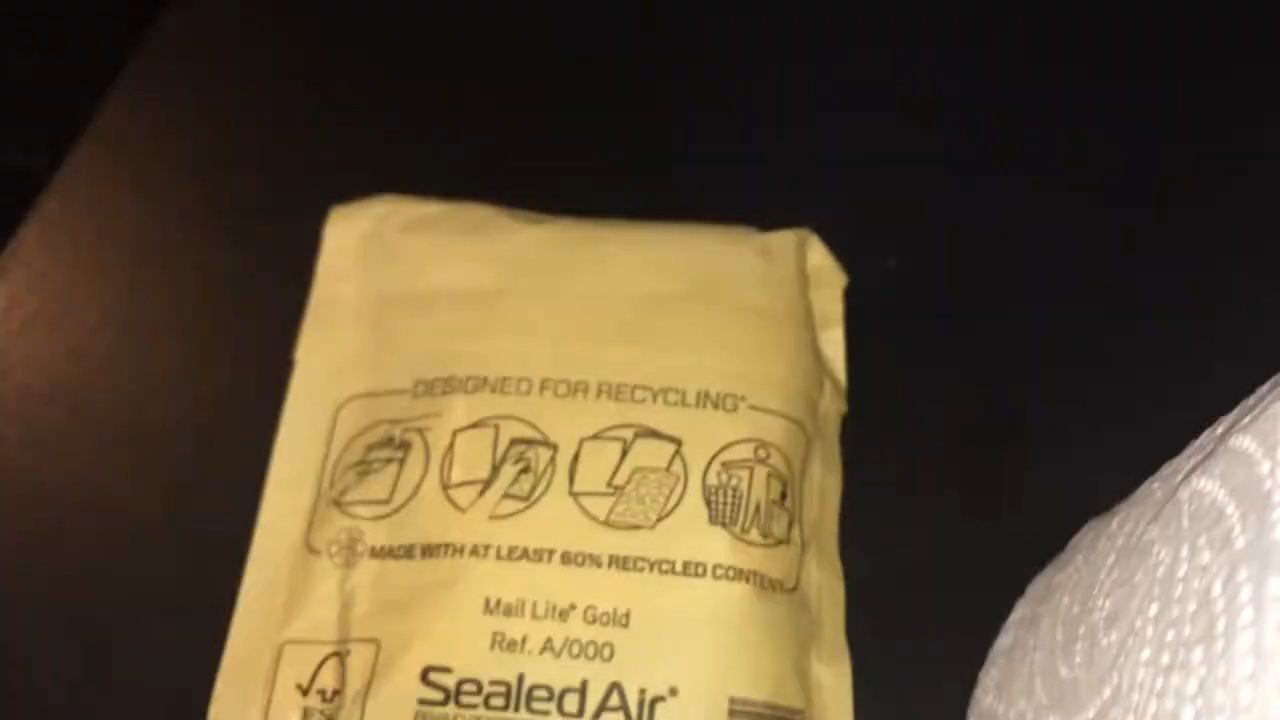 DESIGNED FOR RECYCLING*
MADE WITH AT LEAST 60% RECYCLED CONTENT
Mail Lite® Gold
Ref. A/000
Sealed Air®